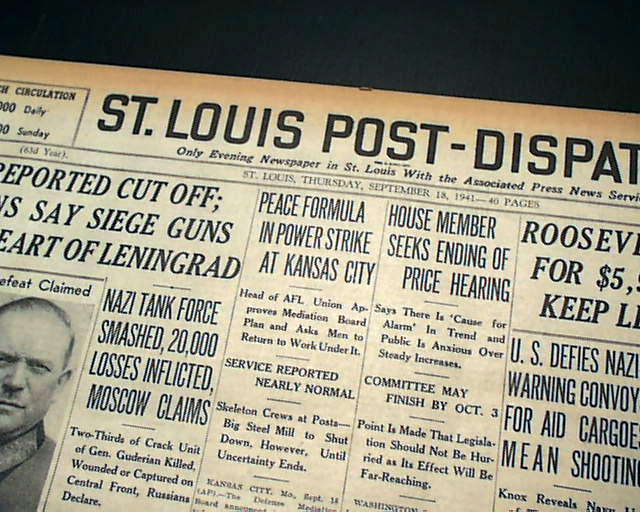 CH CIRCULATION
000 Daily
00 Sunday
(63d Year).
ST. LOUIS POST-DISPAT
Only Evening Newspaper in St. Louis With the Associated Press News Servi
ST. LOUIS, THURSDAY, SEPTEMBER 18, 1941—40 PAGES
REPORTED CUT OFF;
NS SAY SIEGE GUNS
EART OF LENINGRAD
efeat Claimed
NAZI TANK FORCE
SMASHED, 20,000
LOSSES INFLICTED,
MOSCOW CLAIMS
Two-Thirds of Crack Unit
of Gen. Guderian Killed,
Wounded or Captured on
Central Front, Russians
Declare.
PEACE FORMULA
IN POWER STRIKE
AT KANSAS CITY
Head of AFL Union Ap-
proves Mediation Board
Plan and Asks Men to
Return to Work Under It.
SERVICE REPORTED
NEARLY NORMAL
Skeleton Crews at Posts—
Big Steel Mill to Shut
Down, However, Until
Uncertainty Ends.
KANSAS CITY, Mo., Sept. 18
(AP).—The Defense Mediation
Board announced
HOUSE MEMBER
SEEKS ENDING OF
PRICE HEARING
Says There Is 'Cause for
Alarm' In Trend and
Public Is Anxious Over
Steady Increases.
COMMITTEE MAY
FINISH BY OCT. 3
Point Is Made That Legisla-
tion Should Not Be Hur-
ried as Its Effect Will Be
Far-Reaching.
WASHINGTON
ROOSEV
FOR $5,
KEEP L
U. S. DEFIES NAZI
WARNING CONVOY
FOR AID CARGOES
MEAN SHOOTIN
Knox Reveals Navy